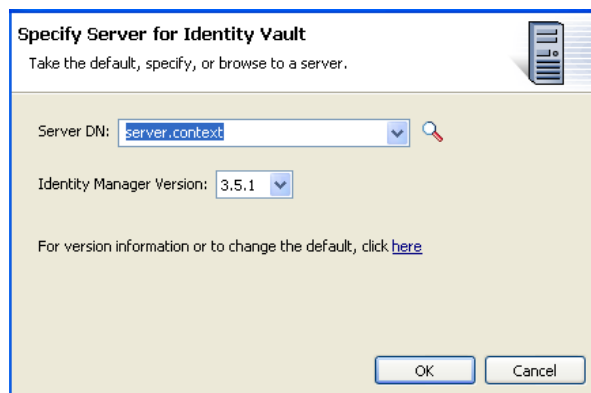 Specify Server for Identity Vault
Take the default, specify, or browse to a server.
Server DN: server.context
Identity Manager Version: 3.5.1
For version information or to change the default, click here
OK Cancel